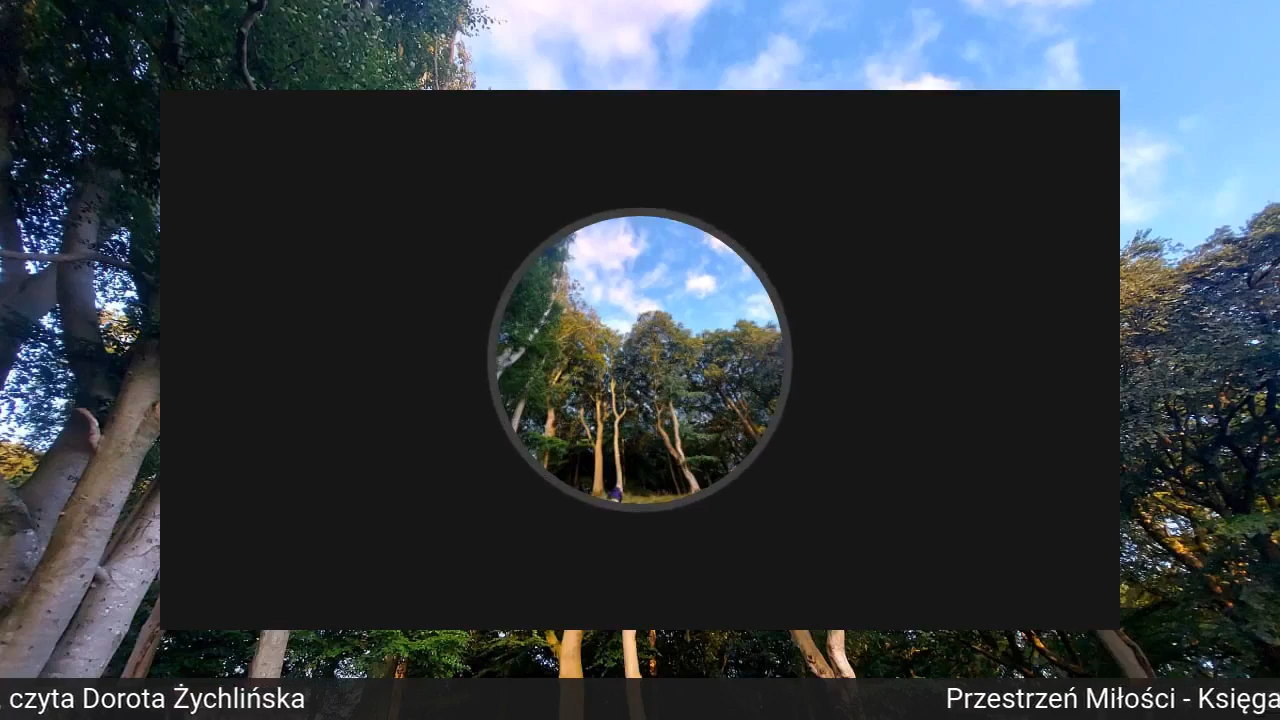 , czyta Dorota Żychlińska
Przestrzeń Miłości - Księga